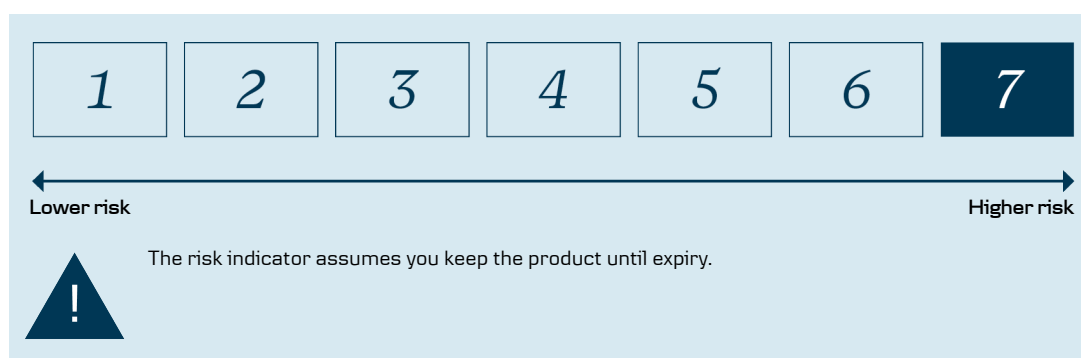 1 2 3 4 5 6 7
Lower risk Higher risk
The risk indicator assumes you keep the product until expiry.
!